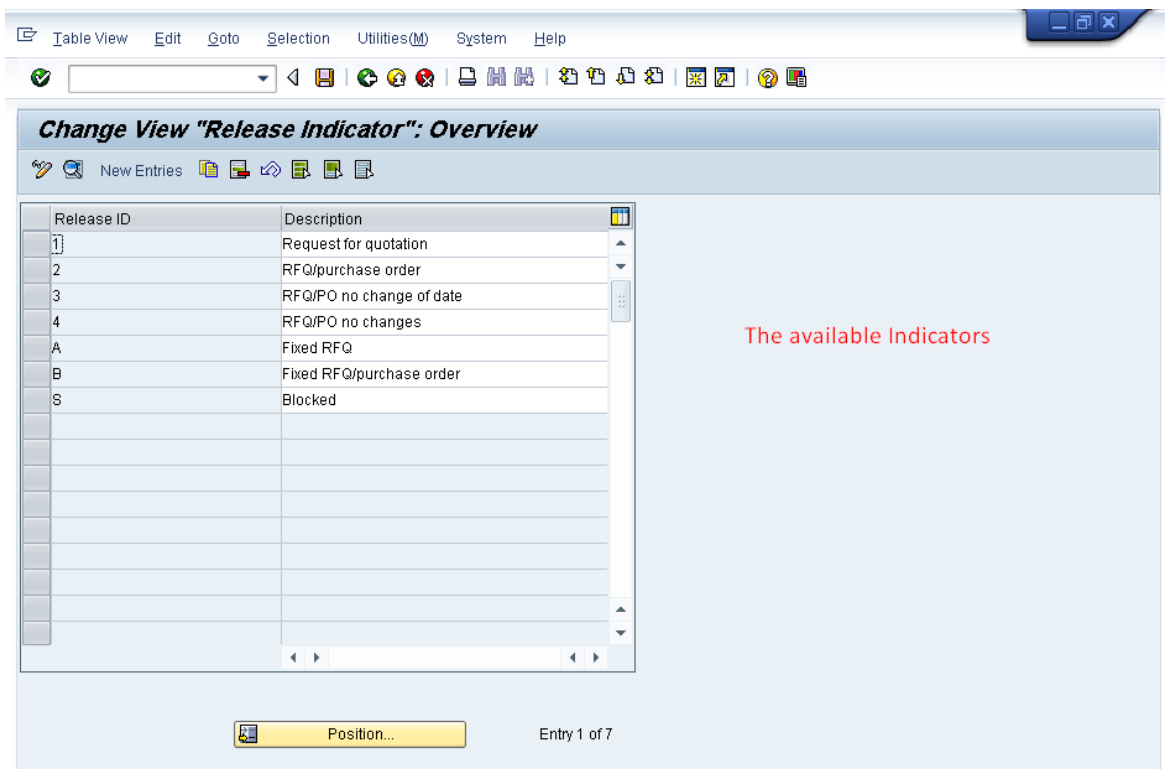 Table View Edit Goto Selection Utilities(M) System Help
Change View "Release Indicator": Overview
New Entries
Release ID Description
1 Request for quotation
2 RFQ/purchase order
3 RFQ/PO no change of date
4 RFQ/PO no changes
A Fixed RFQ
B Fixed RFQ/purchase order
S Blocked
The available Indicators
Position... Entry 1 of 7